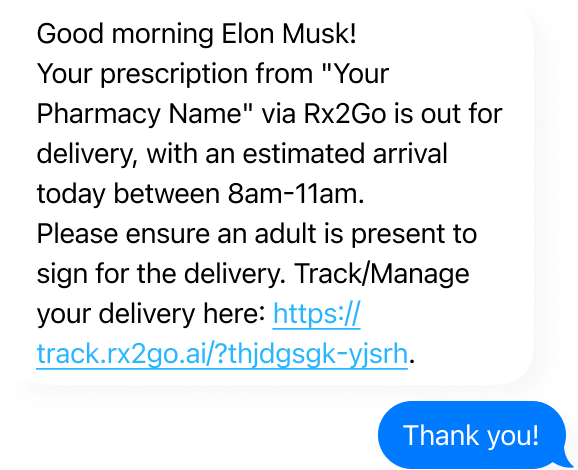 Good morning Elon Musk!
Your prescription from "Your
Pharmacy Name" via Rx2Go is out for
delivery, with an estimated arrival
today between 8am-11am.
Please ensure an adult is present to
sign for the delivery. Track/Manage
your delivery here: https://
track.rx2go.ai/?thjdgsgk-yjsrh.
Thank you!